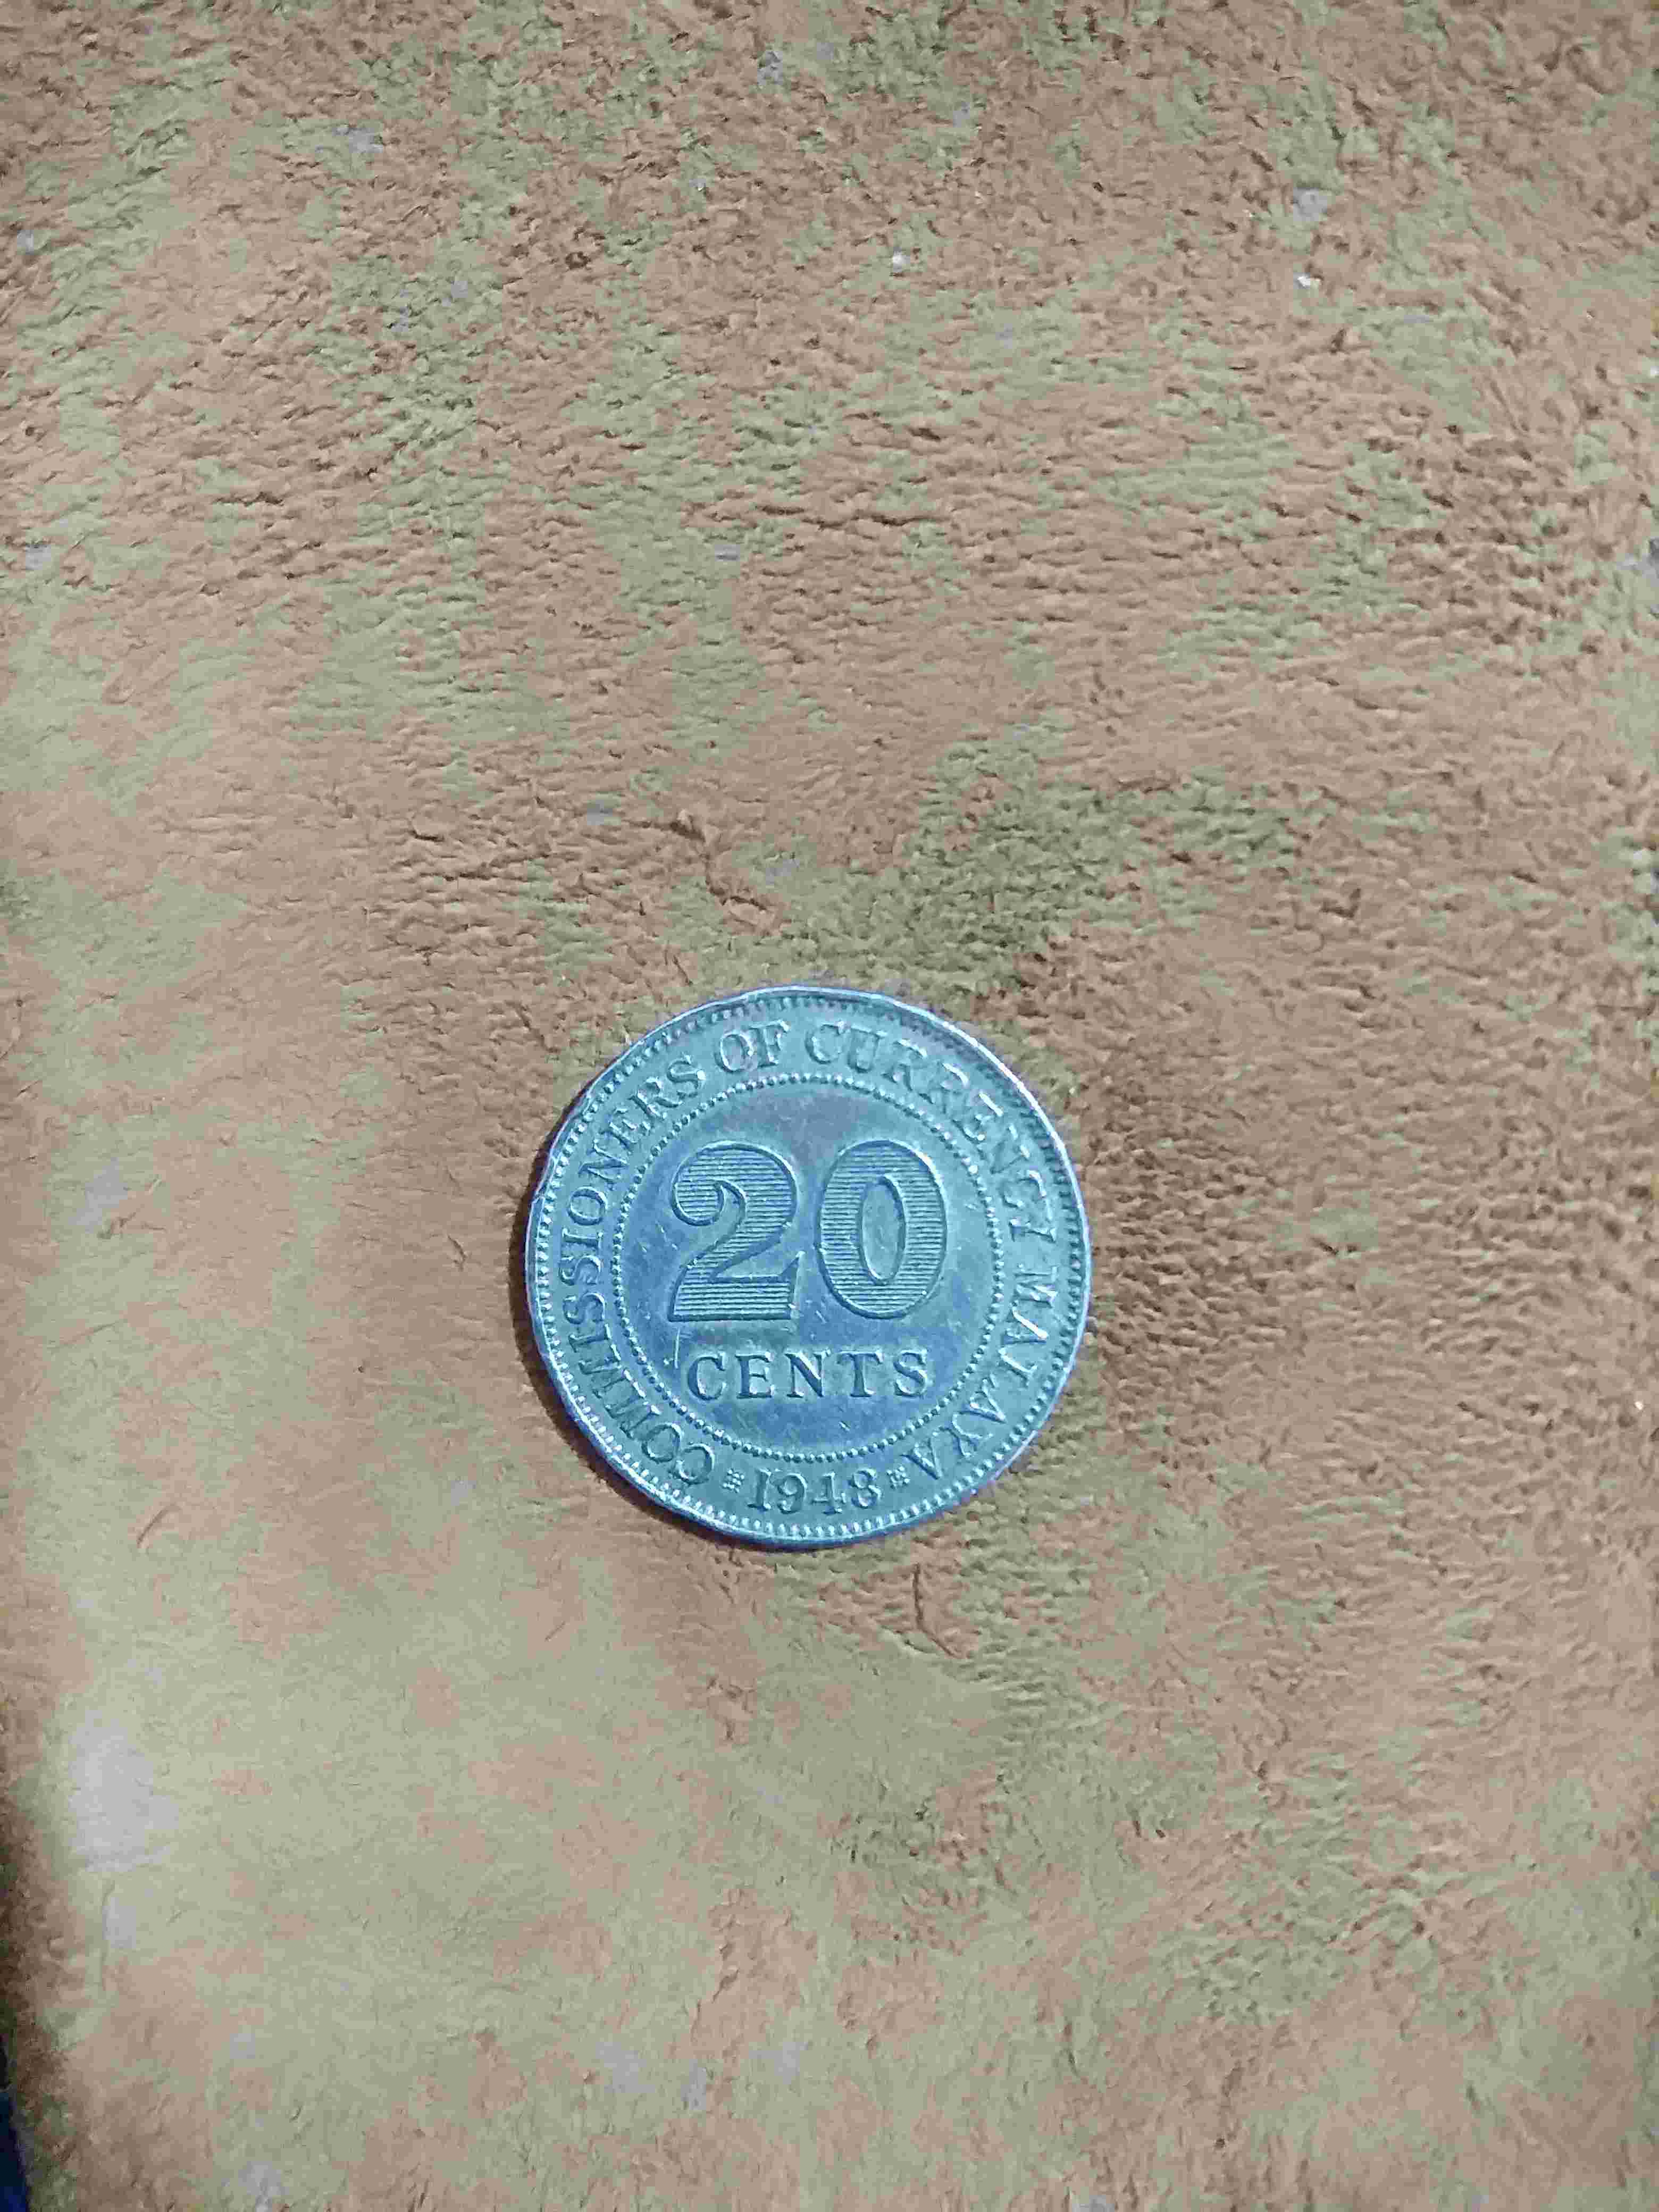 COMMISSIONERS OF CURRENCY MALAYA
20
CENTS
1948